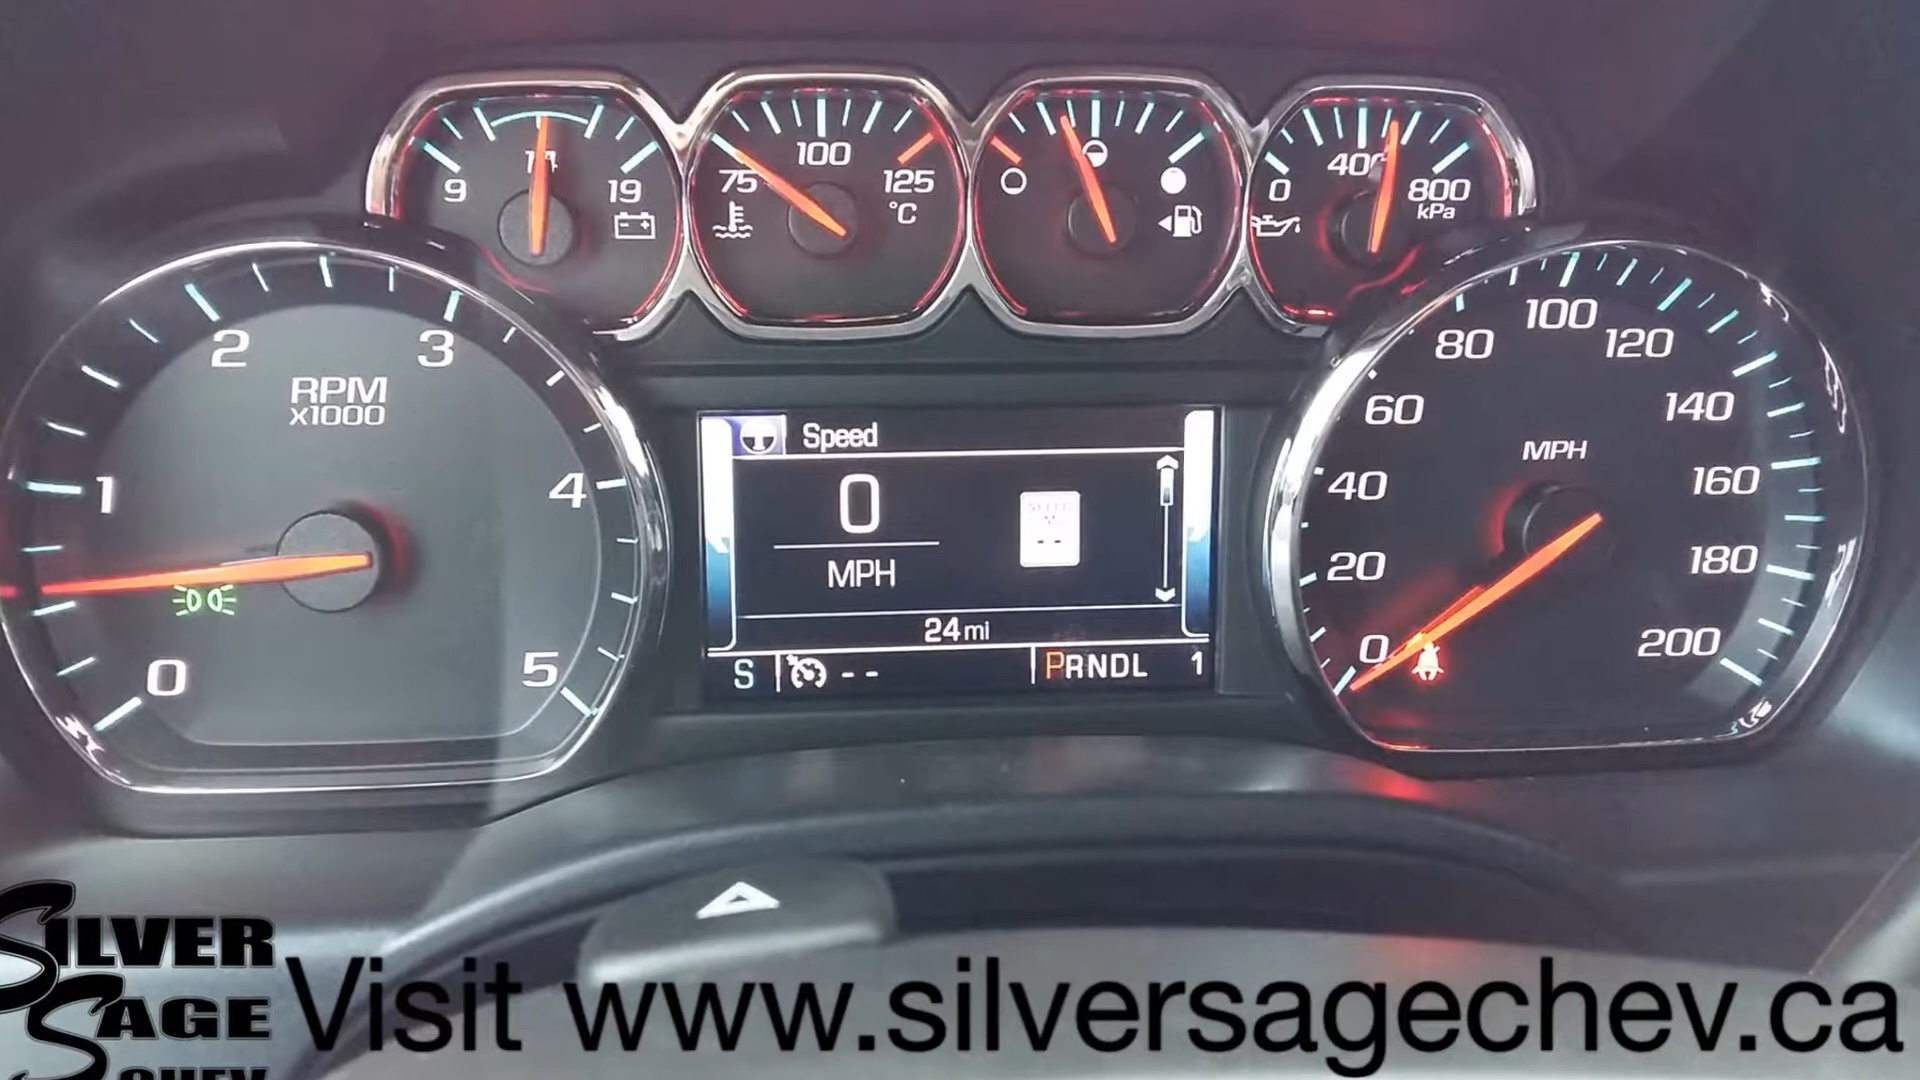 9
14
19
75
100
125
°C
0
400
800
kPa
0
1
2
3
4
5
RPM
x1000
Speed
0
MPH
24mi
S
--
PRNDL
1
0
20
40
60
80
100
120
140
160
180
200
MPH
SILVER
SAGE
CHEV
Visit www.silversagechev.ca